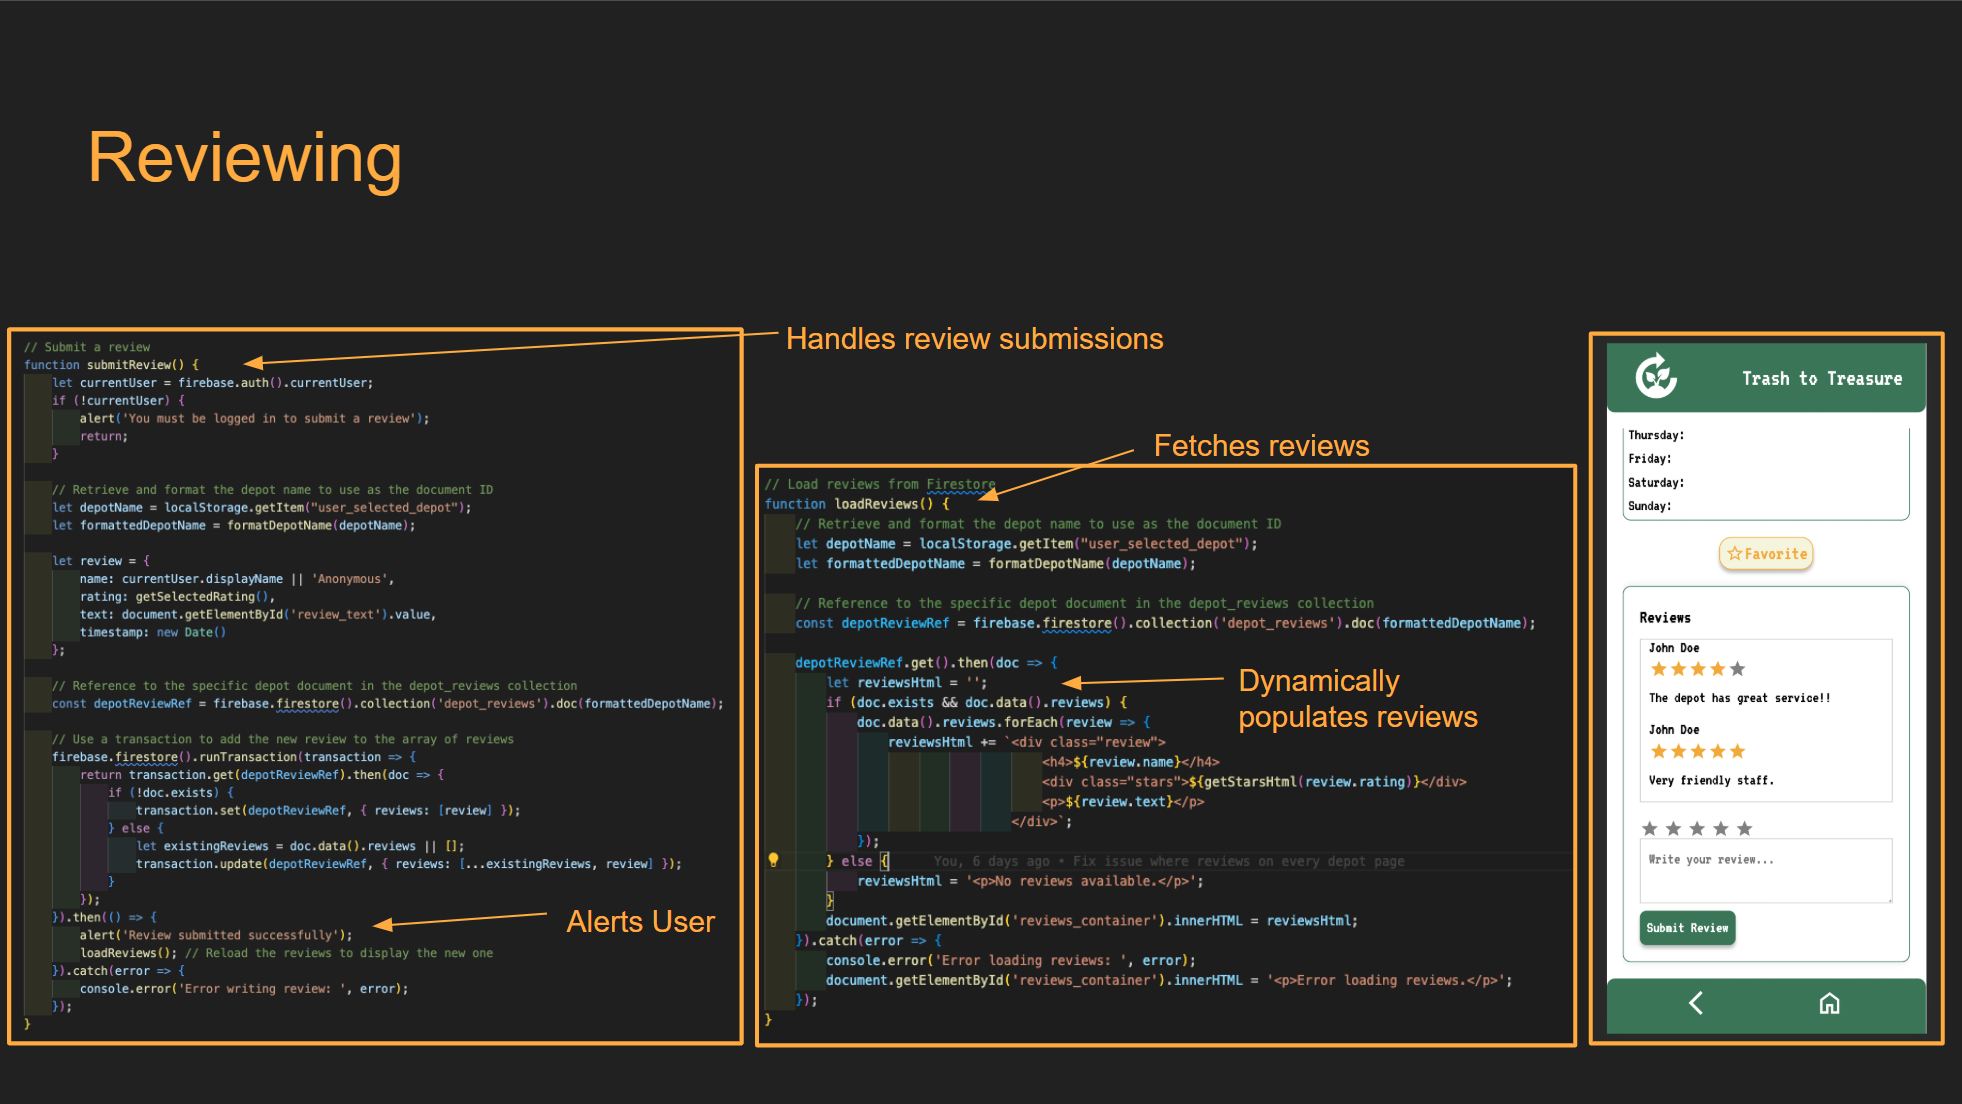 Reviewing
Handles review submissions
// Submit a review
function submitReview() {
let currentUser = firebase.auth().currentUser;
if (!currentUser) {
alert('You must be logged in to submit a review');
return;
}
// Retrieve and format the depot name to use as the document ID
let depotName = localStorage.getItem("user_selected_depot");
let formattedDepotName = formatDepotName(depotName);
let review = {
name: currentUser.displayName || 'Anonymous',
rating: getSelectedRating(),
text: document.getElementById('review_text').value,
timestamp: new Date()
};
// Reference to the specific depot document in the depot_reviews collection
const depotReviewRef = firebase.firestore().collection('depot_reviews').doc(formattedDepotName);
// Use a transaction to add the new review to the array of reviews
firebase.firestore().runTransaction(transaction => {
return transaction.get(depotReviewRef).then(doc => {
if (!doc.exists) {
transaction.set(depotReviewRef, { reviews: [review] });
} else {
let existingReviews = doc.data().reviews || [];
transaction.update(depotReviewRef, { reviews: [...existingReviews, review] });
}
});
}).then(() => {
alert('Review submitted successfully');
loadReviews(); // Reload the reviews to display the new one
}).catch(error => {
console.error('Error writing review: ', error);
});
}
Alerts User
Fetches reviews
// Load reviews from Firestore
function loadReviews() {
// Retrieve and format the depot name to use as the document ID
let depotName = localStorage.getItem("user_selected_depot");
let formattedDepotName = formatDepotName(depotName);
// Reference to the specific depot document in the depot_reviews collection
const depotReviewRef = firebase.firestore().collection('depot_reviews').doc(formattedDepotName);
depotReviewRef.get().then(doc => {
let reviewsHtml = '';
if (doc.exists && doc.data().reviews) {
doc.data().reviews.forEach(review => {
reviewsHtml += `<div class="review">
<h4>${review.name}</h4>
<div class="stars">${getStarsHtml(review.rating)}</div>
<p>${review.text}</p>
</div>`;
});
} else { You, 6 days ago • Fix issue where reviews on every depot page
reviewsHtml = '<p>No reviews available.</p>';
}
document.getElementById('reviews_container').innerHTML = reviewsHtml;
}).catch(error => {
console.error('Error loading reviews: ', error);
document.getElementById('reviews_container').innerHTML = '<p>Error loading reviews.</p>';
});
}
Dynamically
populates reviews
Trash to Treasure
Thursday:
Friday:
Saturday:
Sunday:
Favorite
Reviews
John Doe
The depot has great service!!
John Doe
Very friendly staff.
Write your review...
Submit Review